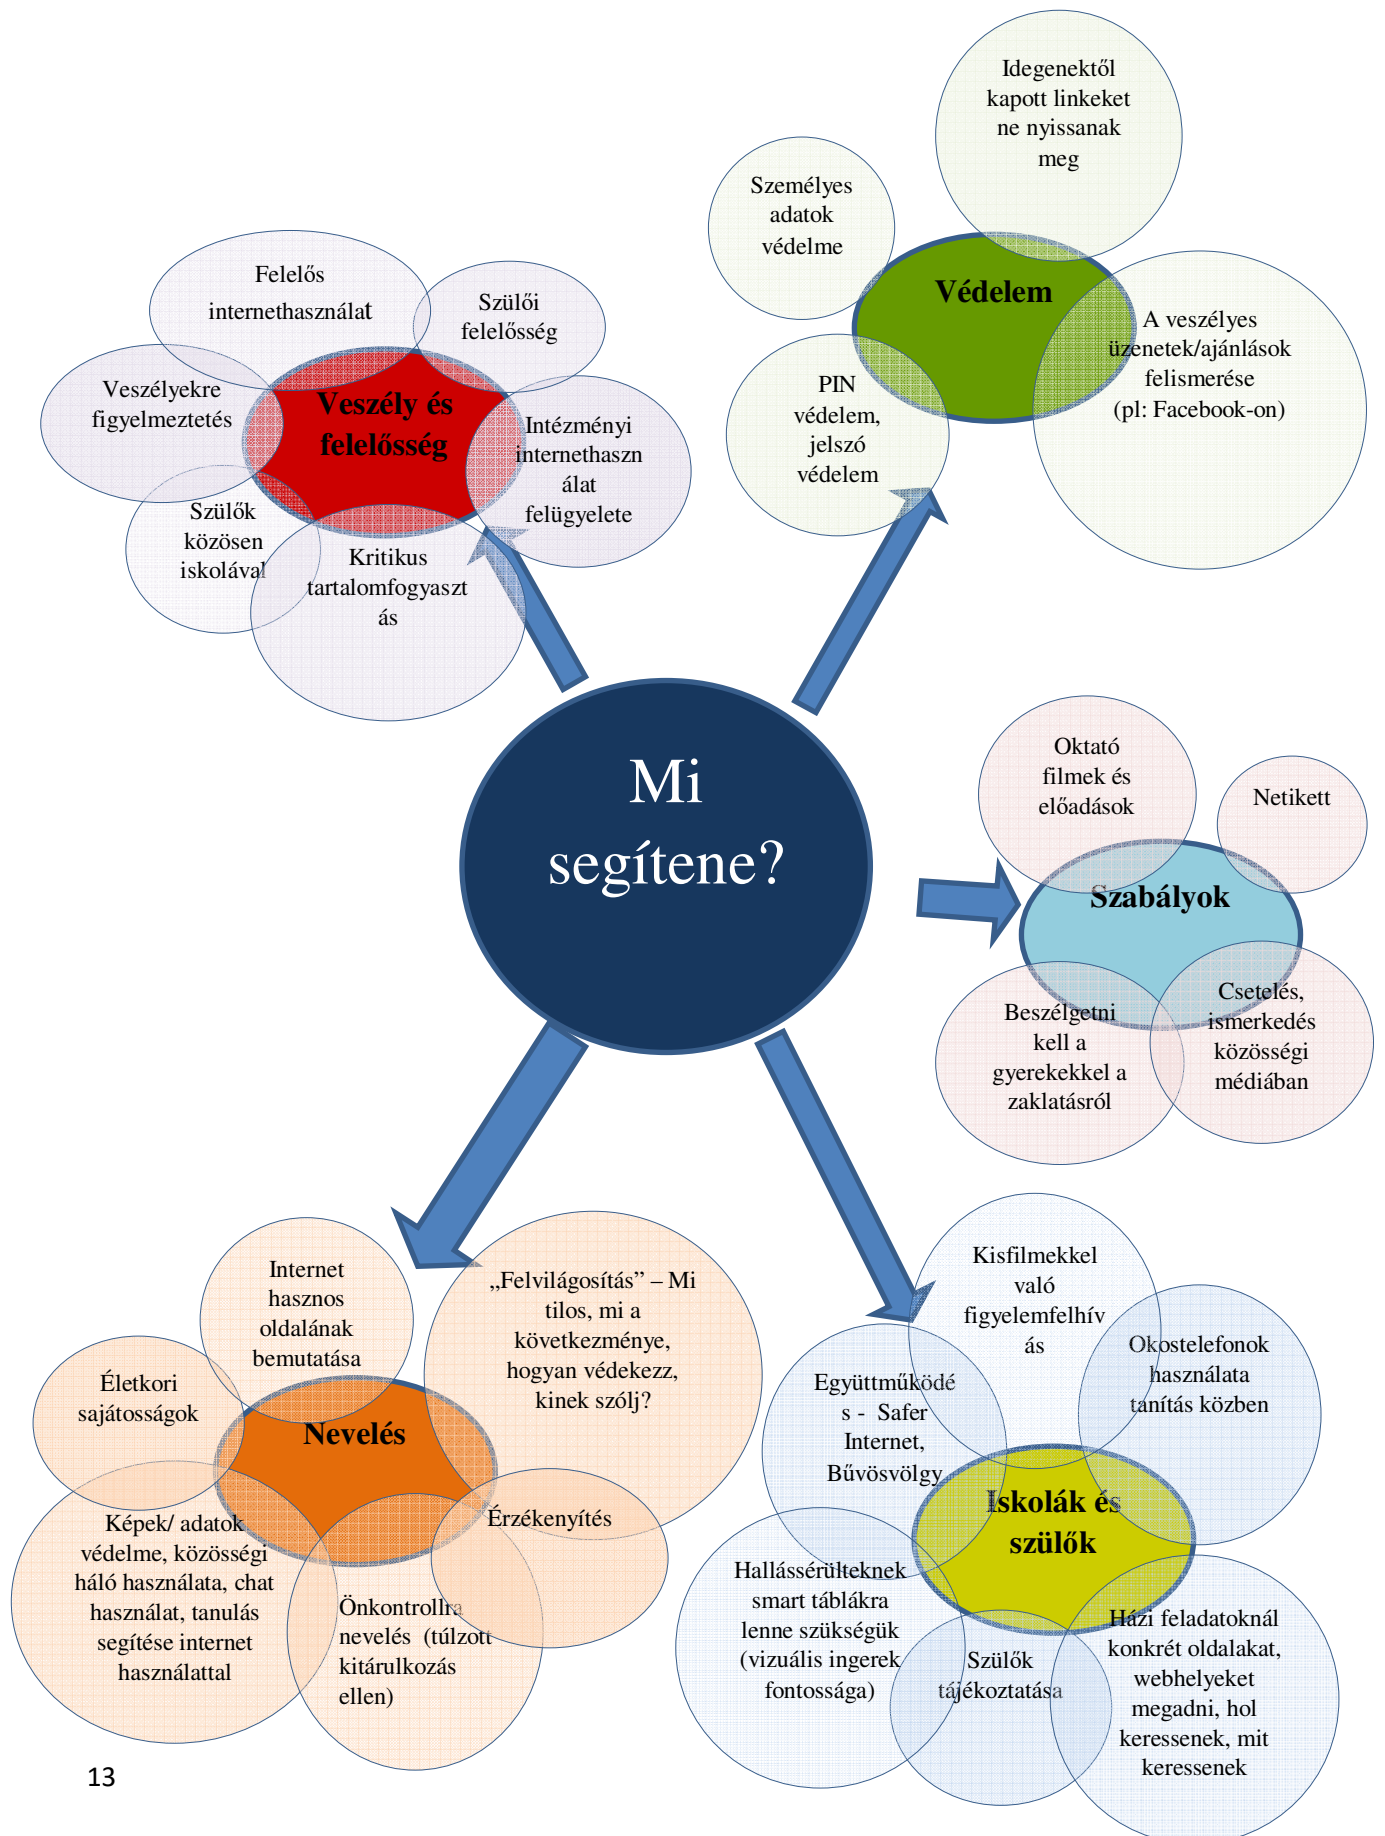 Idegenektől
kapott linkeket
ne nyissanak
meg
Személyes
adatok
védelme
Védelem
A veszélyes
üzenetek/ajánlások
felismerése
(pl: Facebook-on)
PIN
védelem,
jelszó
védelem
Felelős
internethasználat
Szülői
felelősség
Veszélyekre
figyelmeztetés
Veszély és
felelősség
Intézményi
internethaszn
álat
felügyelete
Szülők
közösen
iskolával
Kritikus
tartalomfogyaszt
ás
Mi
segítene?
Oktató
filmek és
előadások
Netikett
Szabályok
Beszélgetni
kell a
gyerekekkel a
zaklatásról
Csetelés,
ismerkedés
közösségi
médiában
Internet
hasznos
oldalának
bemutatása
„Felvilágosítás” – Mi
tilos, mi a
következménye,
hogyan védekezz,
kinek szólj?
Életkori
sajátosságok
Nevelés
Érzékenyítés
Képek/ adatok
védelme, közösségi
háló használata, chat
használat, tanulás
segítése internet
használattal
Önkontrollra
nevelés  (túlzott
kitárulkozás
ellen)
Kisfilmekkel
való
figyelemfelhív
ás
Okostelefonok
használata
tanítás közben
Együttműködé
s -  Safer
Internet,
Bűvösvölgy
Iskolák és
szülők
Hallássérülteknek
smart táblákra
lenne szükségük
(vizuális ingerek
fontossága)
Szülők
tájékoztatása
Házi feladatoknál
konkrét oldalakat,
webhelyeket
megadni, hol
keressenek, mit
keressenek
13